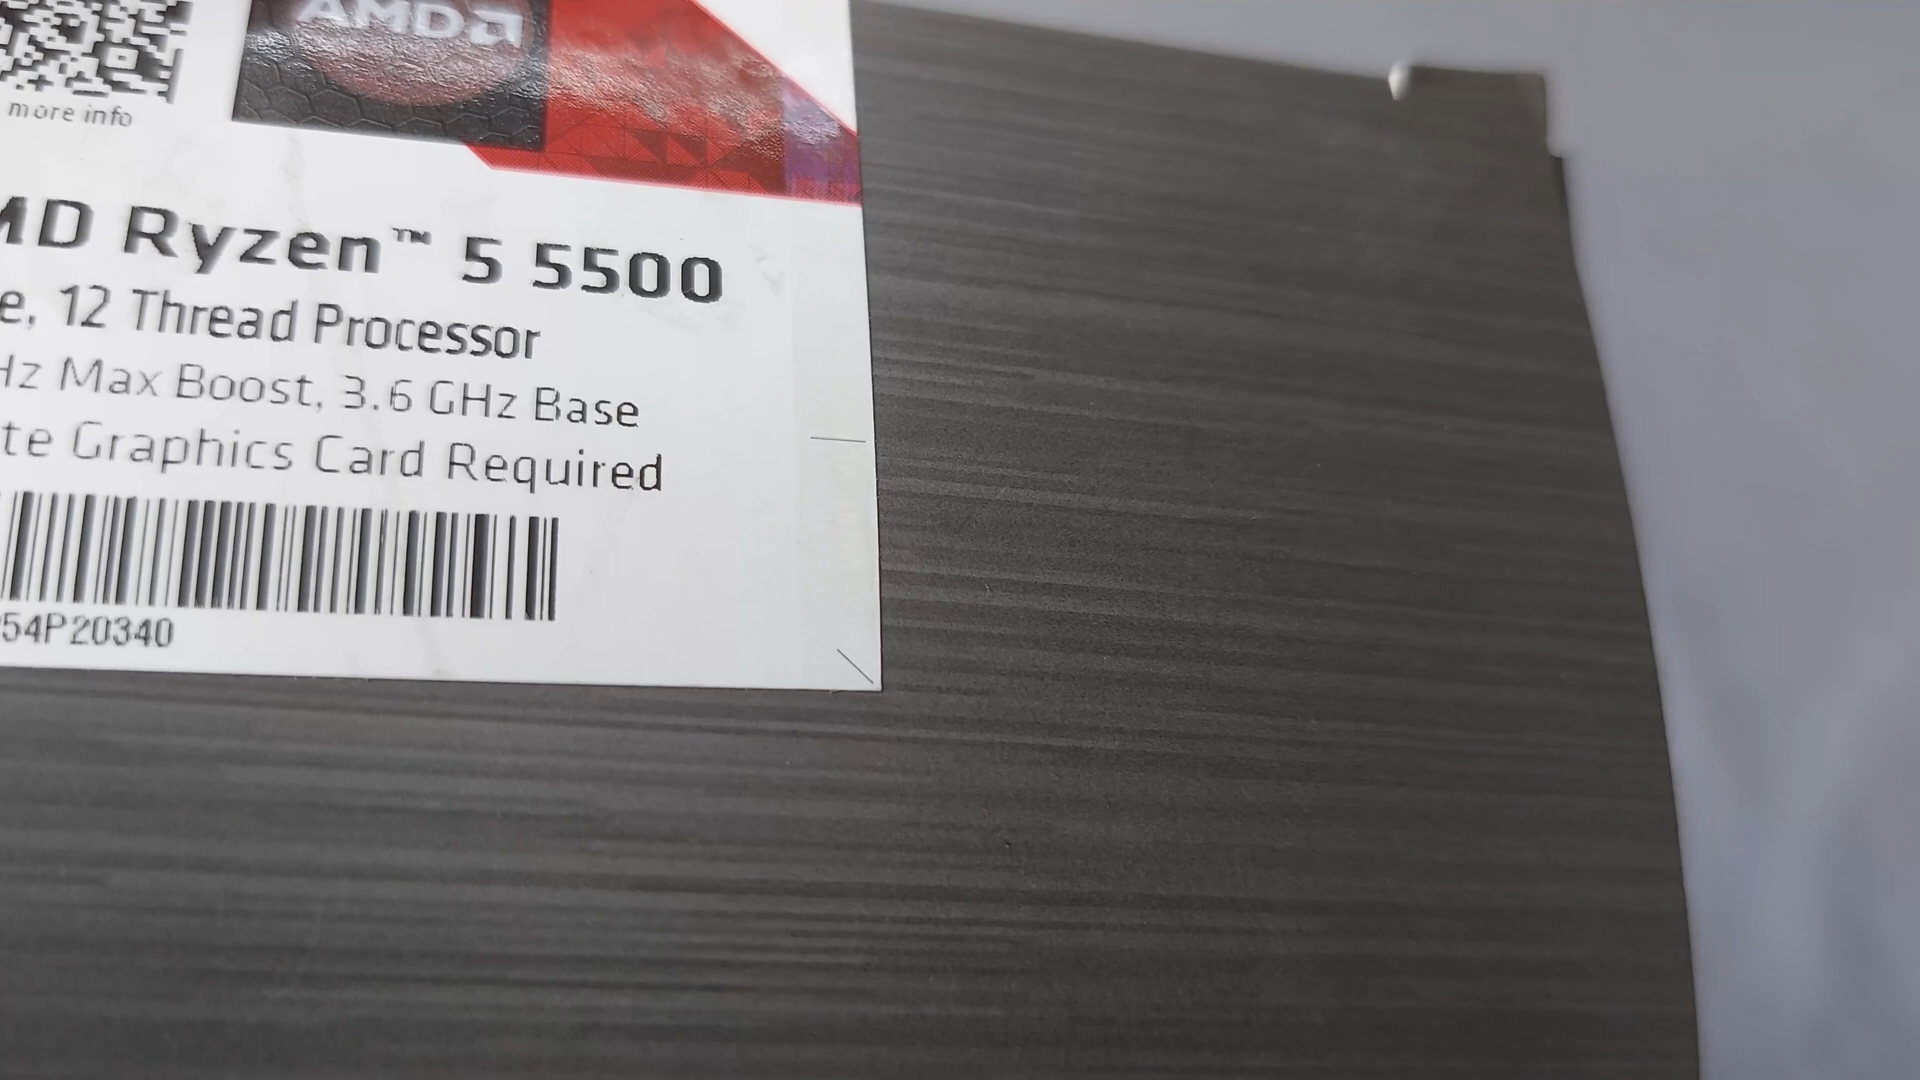 AMD
more info
MD Ryzen™ 5 5500
e, 12 Thread Processor
Hz Max Boost, 3.6 GHz Base
te Graphics Card Required
54P20340